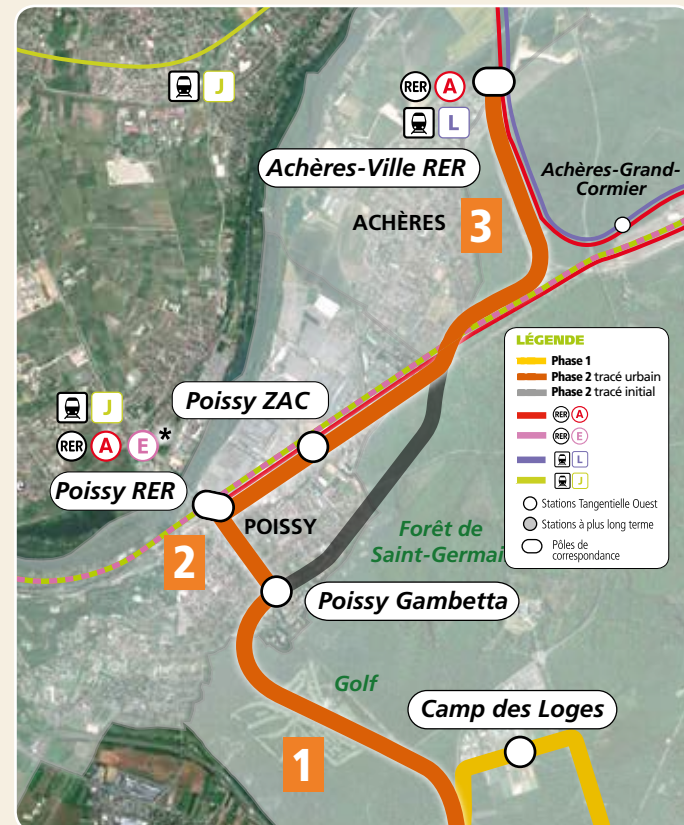 J
RER A
L
Achères-Ville RER
Achères-Grand-
Cormier
ACHÈRES
3
LÉGENDE
Phase 1
Phase 2 tracé urbain
Phase 2 tracé initial
RER A
RER E
L
J
Stations Tangentielle Ouest
Stations à plus long terme
Pôles de
correspondance
Poissy ZAC
J
RER A E*
Poissy RER
POISSY
2
Forêt de
Saint-Germai
Poissy Gambetta
Golf
Camp des Loges
1